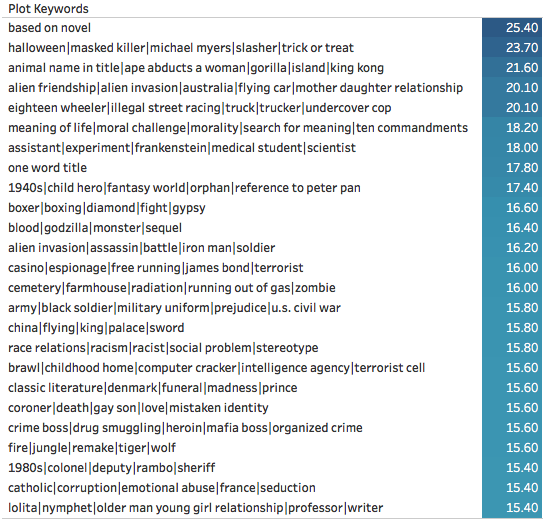 Plot Keywords
based on novel 25.40
halloween|masked killer|michael myers|slasher|trick or treat 23.70
animal name in title|ape abducts a woman|gorilla|island|king kong 21.60
alien friendship|alien invasion|australia|flying car|mother daughter relationship 20.10
eighteen wheeler|illegal street racing|truck|trucker|undercover cop 20.10
meaning of life|moral challenge|morality|search for meaning|ten commandments 18.20
assistant|experiment|frankenstein|medical student|scientist 18.00
one word title 17.80
1940s|child hero|fantasy world|orphan|reference to peter pan 17.40
boxer|boxing|diamond|fight|gypsy 16.60
blood|godzilla|monster|sequel 16.40
alien invasion|assassin|battle|iron man|soldier 16.20
casino|espionage|free running|james bond|terrorist 16.00
cemetery|farmhouse|radiation|running out of gas|zombie 16.00
army|black soldier|military uniform|prejudice|u.s. civil war 15.80
china|flying|king|palace|sword 15.80
race relations|racism|racist|social problem|stereotype 15.80
brawl|childhood home|computer cracker|intelligence agency|terrorist cell 15.60
classic literature|denmark|funeral|madness|prince 15.60
coroner|death|gay son|love|mistaken identity 15.60
crime boss|drug smuggling|heroin|mafia boss|organized crime 15.60
fire|jungle|remake|tiger|wolf 15.60
1980s|colonel|deputy|rambo|sheriff 15.40
catholic|corruption|emotional abuse|france|seduction 15.40
lolita|nymphet|older man young girl relationship|professor|writer 15.40